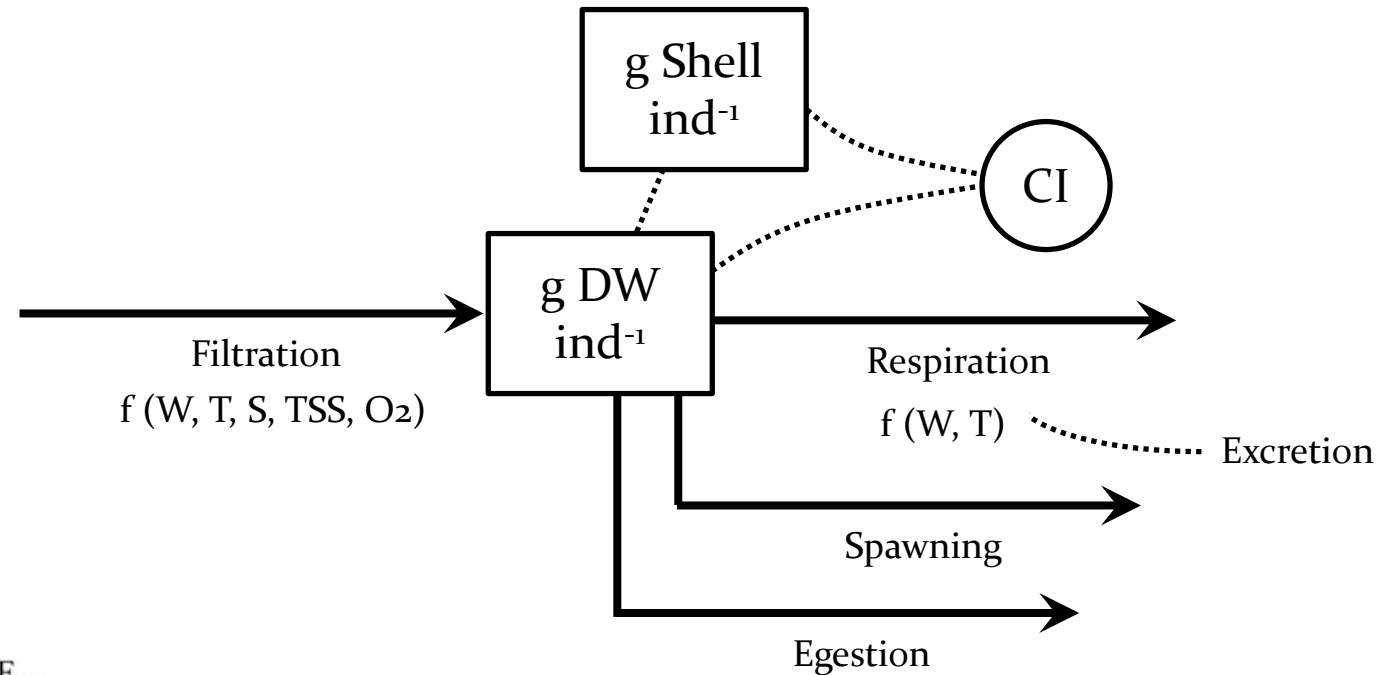 g Shell
ind⁻¹
CI
g DW
ind⁻¹
Filtration
f (W, T, S, TSS, O2)
Respiration
f (W, T)
Excretion
Spawning
Egestion